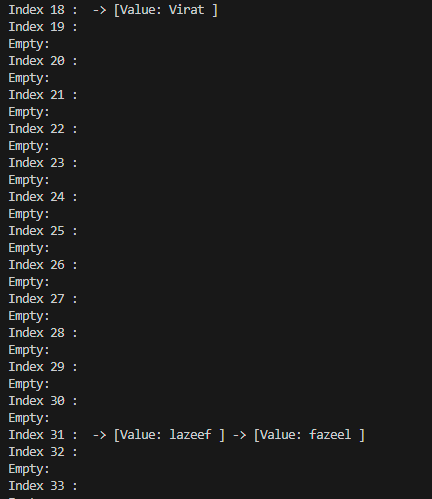 Index 18 :  -> [Value: Virat ]
Index 19 :
Empty:
Index 20 :
Empty:
Index 21 :
Empty:
Index 22 :
Empty:
Index 23 :
Empty:
Index 24 :
Empty:
Index 25 :
Empty:
Index 26 :
Empty:
Index 27 :
Empty:
Index 28 :
Empty:
Index 29 :
Empty:
Index 30 :
Empty:
Index 31 :  -> [Value: lazeef ] -> [Value: fazeel ]
Index 32 :
Empty:
Index 33 :